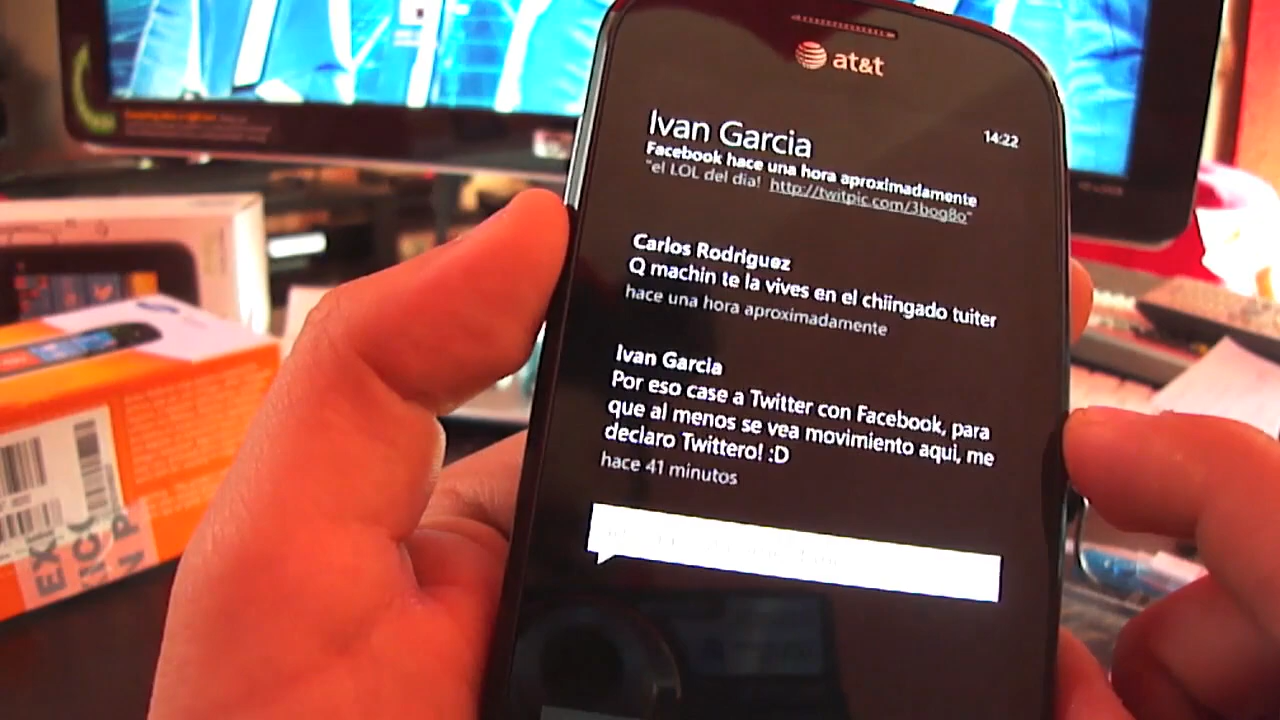 at&t
Ivan Garcia
14:22
Facebook hace una hora aproximadamente
"el LOL del dia! http://twitpic.com/3bog8o"
Carlos Rodriguez
Q machin te la vives en el chiingado tuiter
hace una hora aproximadamente
Ivan Garcia
Por eso case a Twitter con Facebook, para
que al menos se vea movimiento aqui, me
declaro Twittero! :D
hace 41 minutos